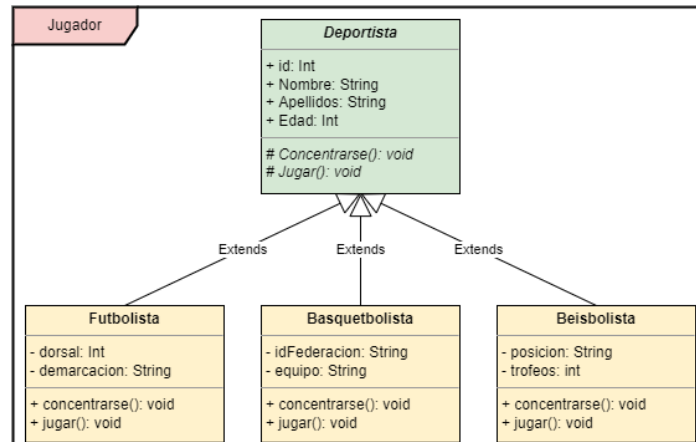 Jugador
Deportista
+ id: Int
+ Nombre: String
+ Apellidos: String
+ Edad: Int
# Concentrarse(): void
# Jugar(): void
Extends
Extends
Extends
Futbolista
- dorsal: Int
- demarcacion: String
+ concentrarse(): void
+ jugar(): void
Basquetbolista
- idFederacion: String
- equipo: String
+ concentrarse(): void
+ jugar(): void
Beisbolista
- posicion: String
- trofeos: int
+ concentrarse(): void
+ jugar(): void